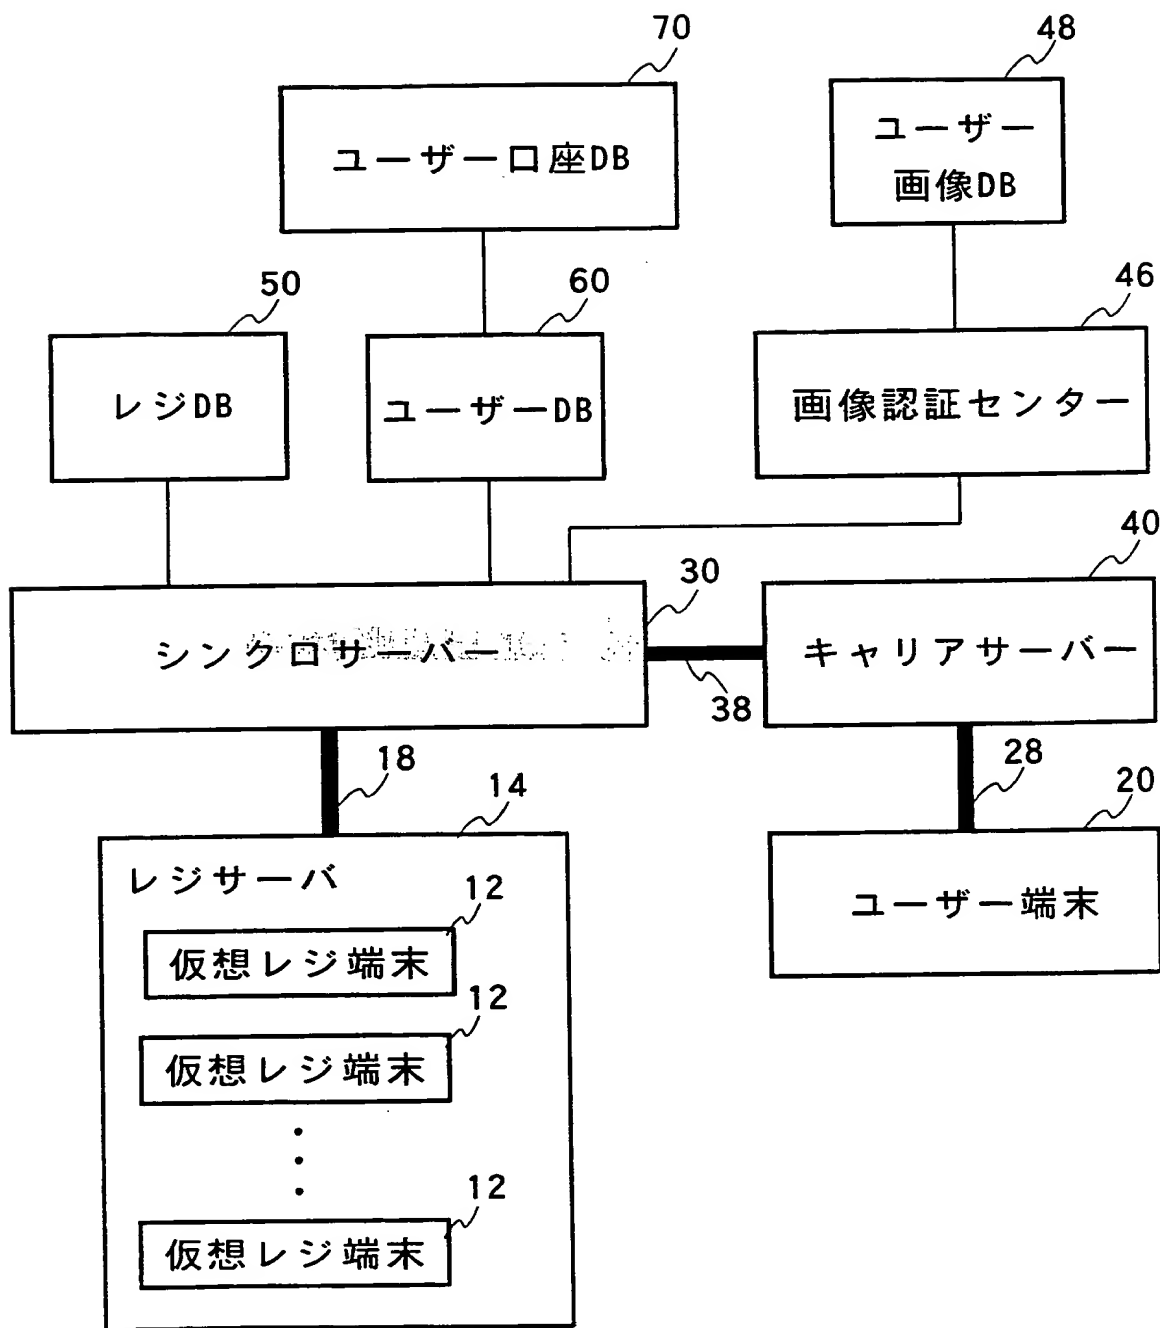 70
48
ユーザー口座DB
ユーザー
画像DB
50
60
46
レジDB
ユーザーDB
画像認証センター
30
40
シンクロサーバー
キャリアサーバー
38
18
28
14
20
レジサーバ
ユーザー端末
12
仮想レジ端末
12
仮想レジ端末
12
仮想レジ端末